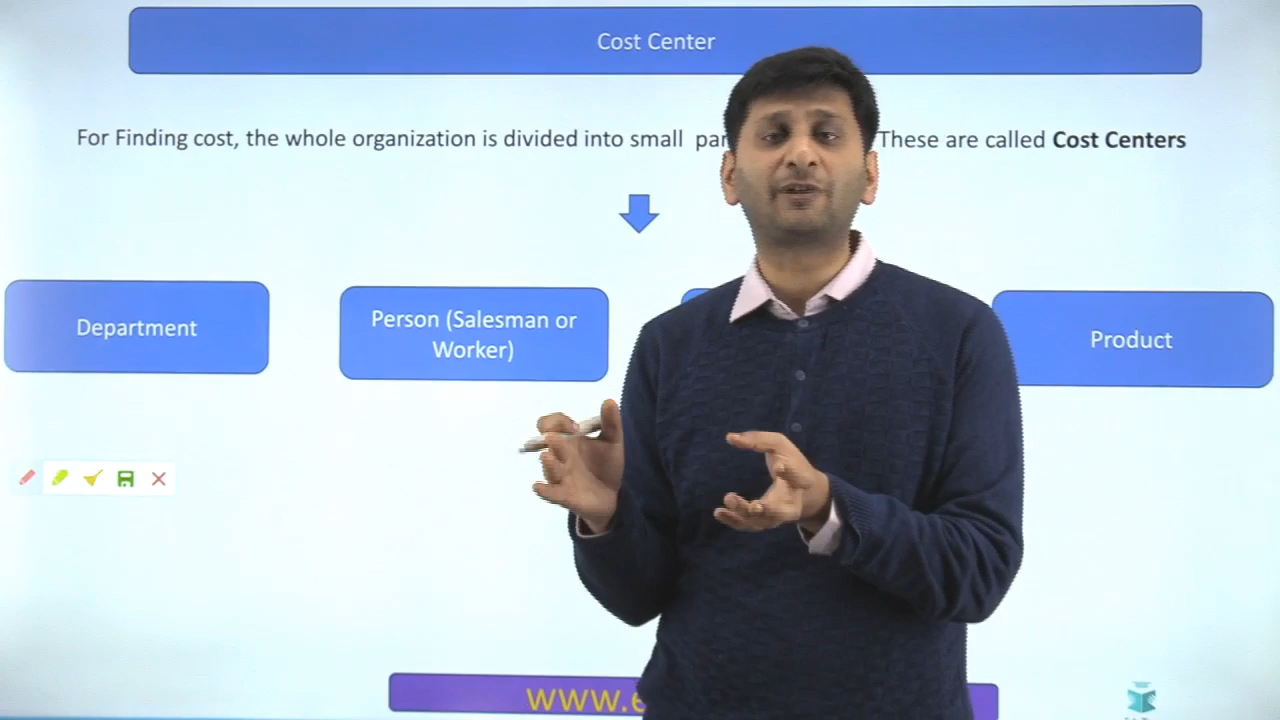 Cost Center
For Finding cost, the whole organization is divided into small These are called Cost Centers
Department
Person (Salesman or
Worker)
Product